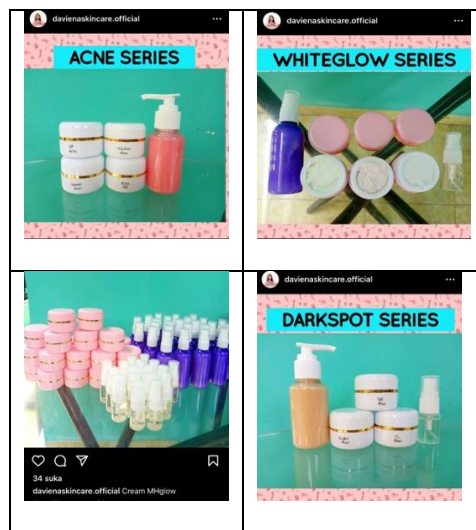 davienaskincare.official
ACNE SERIES
davienaskincare.official
WHITEGLOW SERIES
34 suka
davienaskincare.official Cream MHglow
davienaskincare.official
DARKSPOT SERIES